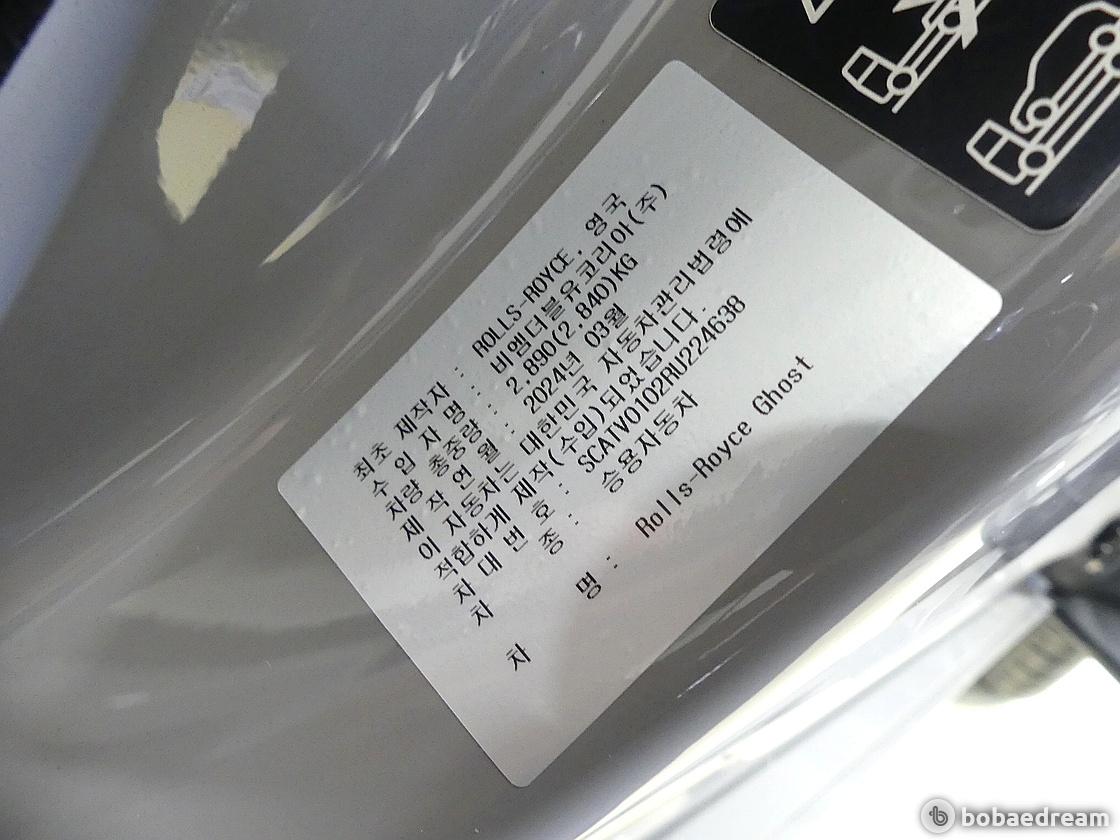 최초 제작자 : ROLLS-ROYCE, 영국
수 입 자 명 : 비엠더블유코리아(주)
차량 총중량 : 2,890(2,840)KG
제 작 연 월 : 2024년 03월
이 자동차는 대한민국 자동차관리법령에
적합하게 제작(수입)되었습니다.
차 대 번 호 : SCATV0102RU224638
차 종 : 승용자동차
차 명 : Rolls-Royce Ghost
bobaedream